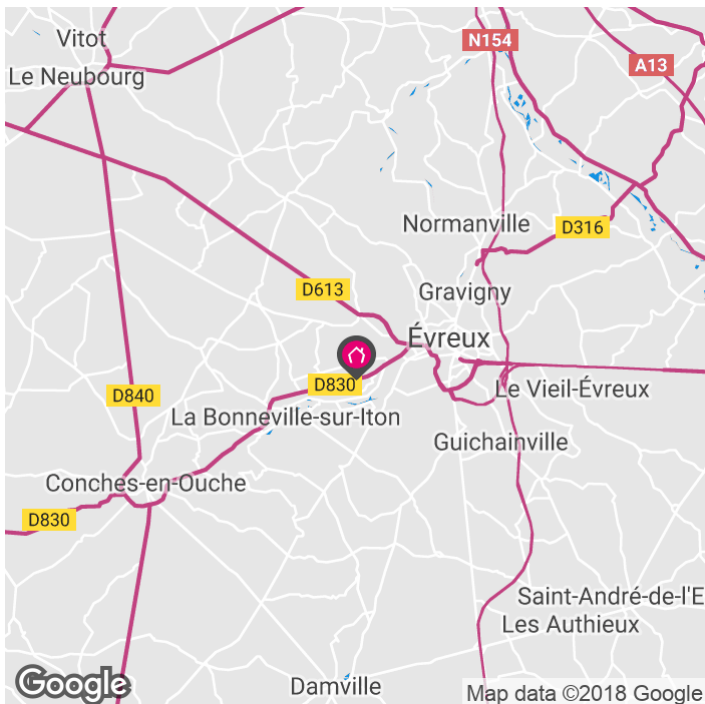 Vitot
N154
A13
Le Neubourg
Normanville
D316
D613
Gravigny
Évreux
D830
D840
Le Vieil-Évreux
La Bonneville-sur-Iton
Guichainville
Conches-en-Ouche
D830
Saint-André-de-l'E
Les Authieux
Google
Damville
Map data ©2018 Google